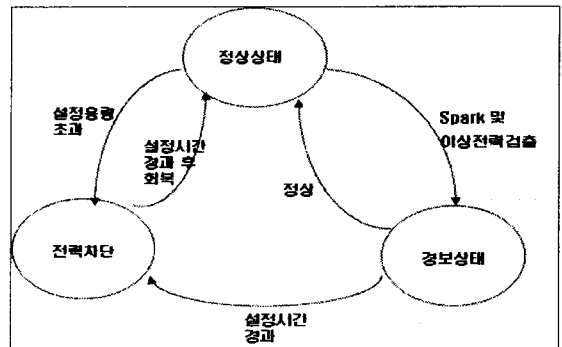 정상상태
설정용량
초과
설정시간
경과 후
회복
Spark 및
이상전력검출
정상
전력차단
경보상태
설정시간
경과